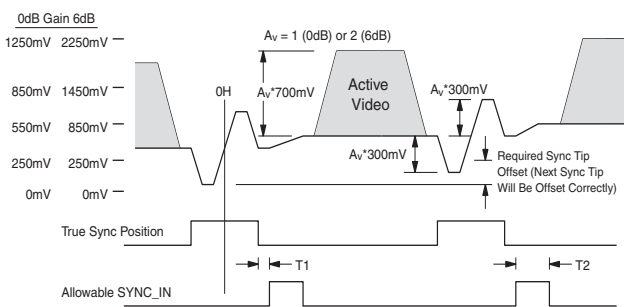 0dB Gain 6dB
1250mV 2250mV
850mV 1450mV
550mV 850mV
250mV 250mV
0mV 0mV
0H
Av = 1 (0dB) or 2 (6dB)
Av*700mV
Active
Video
Av*300mV
Av*300mV
Required Sync Tip
Offset (Next Sync Tip
Will Be Offset Correctly)
True Sync Position
T1
T2
Allowable SYNC_IN